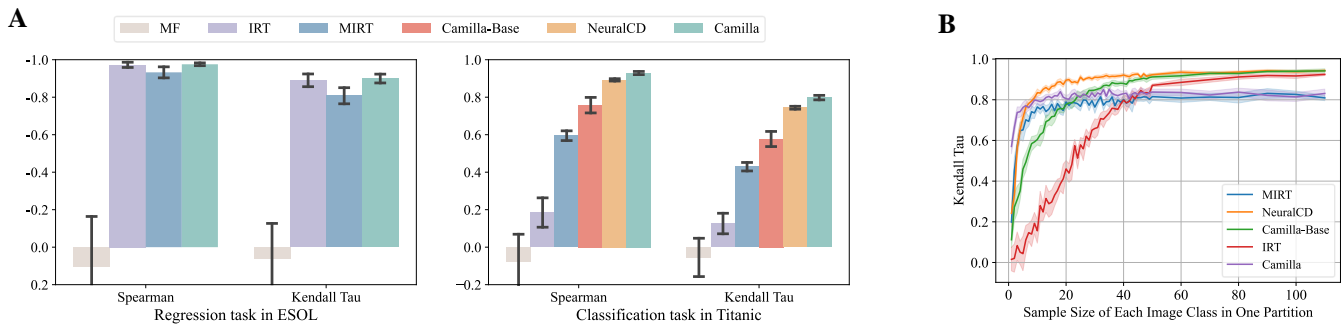 A
MF IRT MIRT Camilla-Base NeuralCD Camilla
-1.0
-0.8
-0.6
-0.4
-0.2
0.0
0.2
Spearman Kendall Tau
Regression task in ESOL
1.0
0.8
0.6
0.4
0.2
0.0
−0.2
Spearman Kendall Tau
Classification task in Titanic
B
Kendall Tau
1.0
0.8
0.6
0.4
0.2
0.0
MIRT
NeuralCD
Camilla-Base
IRT
Camilla
0 20 40 60 80 100
Sample Size of Each Image Class in One Partition